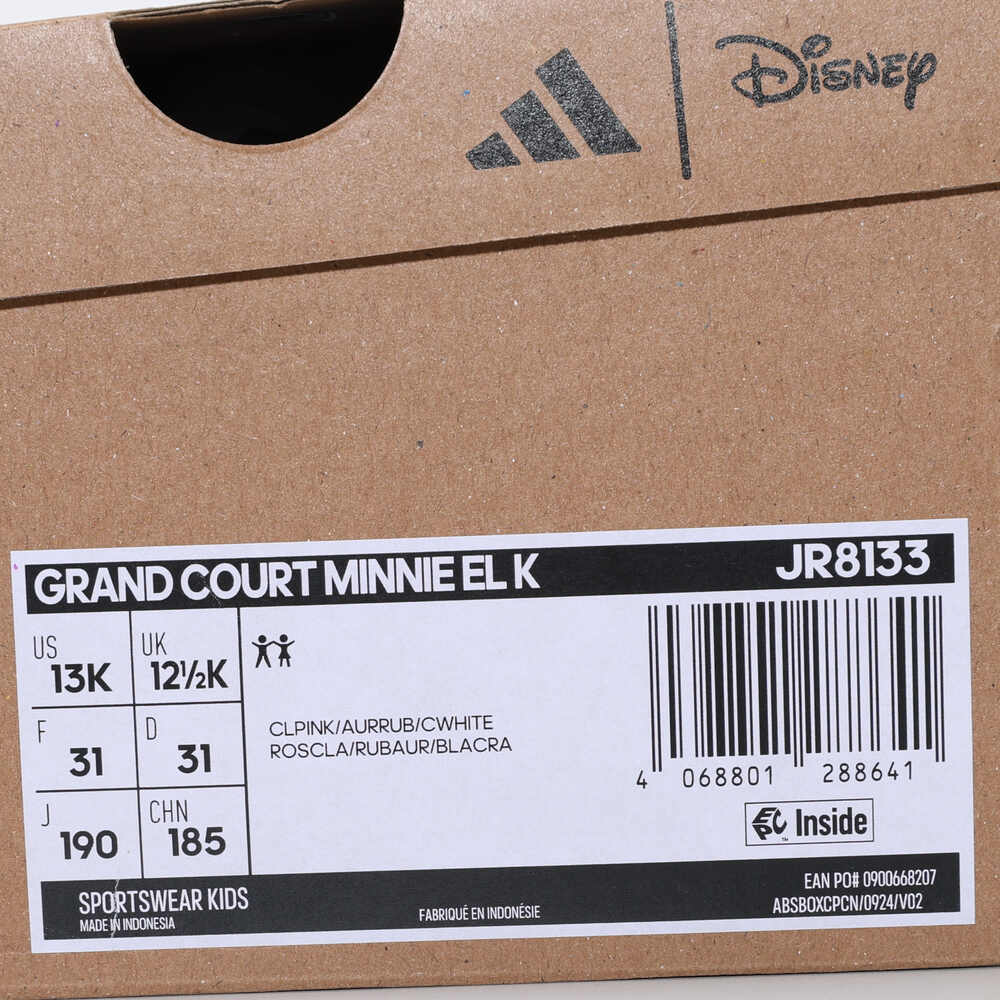 Disney
GRAND COURT MINNIE EL K JR8133
US 13K UK 12½K
F 31 D 31
J 190 CHN 185
CLPINK/AURRUB/CWHITE
ROSCLA/RUBAUR/BLACRA
4 068801 288641
EPC Inside
™
SPORTSWEAR KIDS
MADE IN INDONESIA
FABRIQUÉ EN INDONÉSIE
EAN PO# 0900668207
ABSBOXCPCN/0924/V02